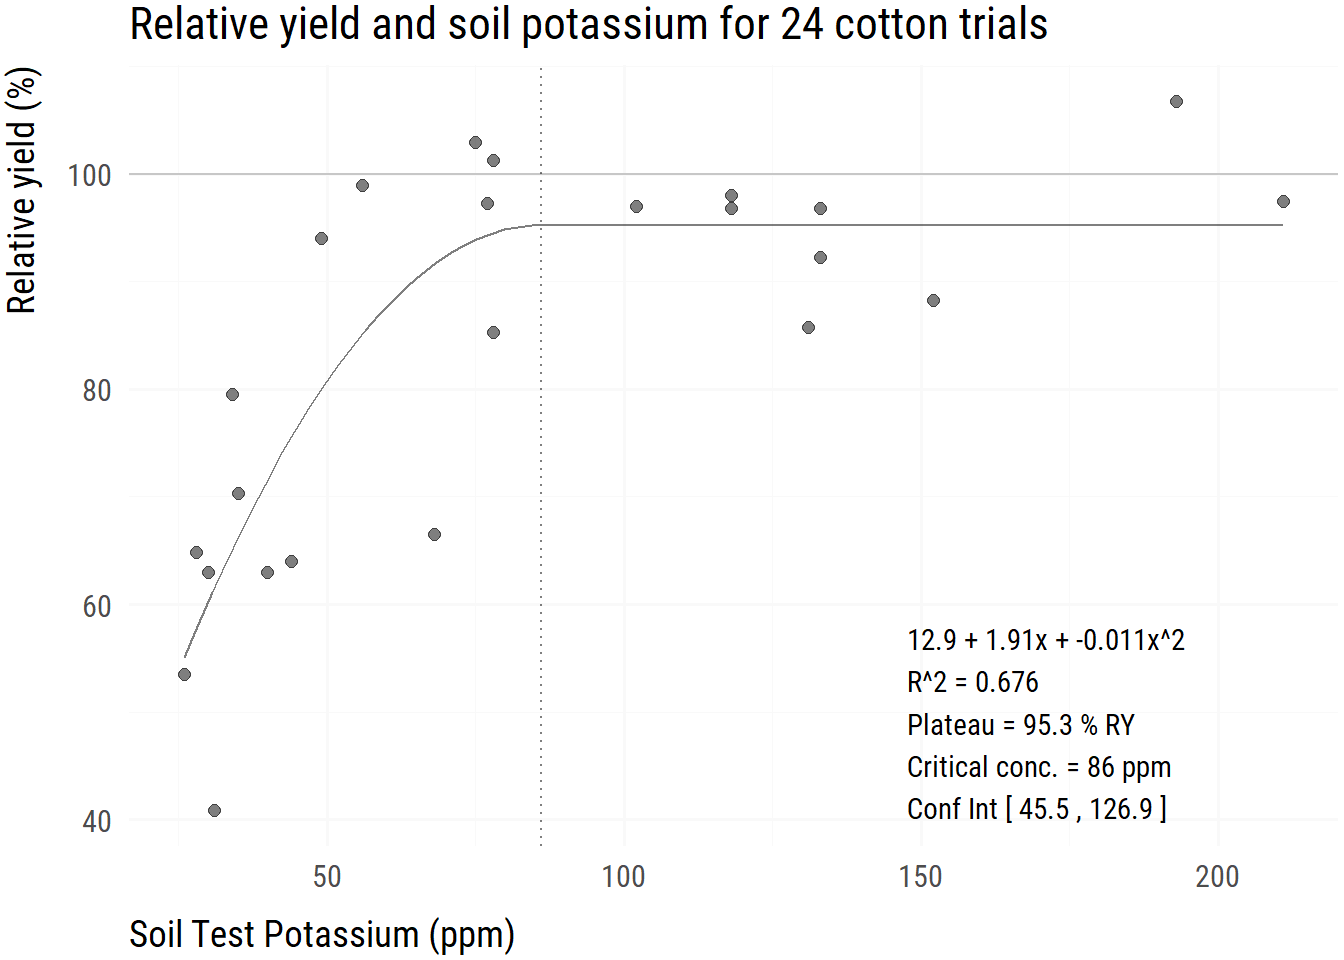 Relative yield and soil potassium for 24 cotton trials
Relative yield (%)
100
80
60
40
12.9 + 1.91x + -0.011x^2
R^2 = 0.676
Plateau = 95.3 % RY
Critical conc. = 86 ppm
Conf Int [ 45.5 , 126.9 ]
50 100 150 200
Soil Test Potassium (ppm)